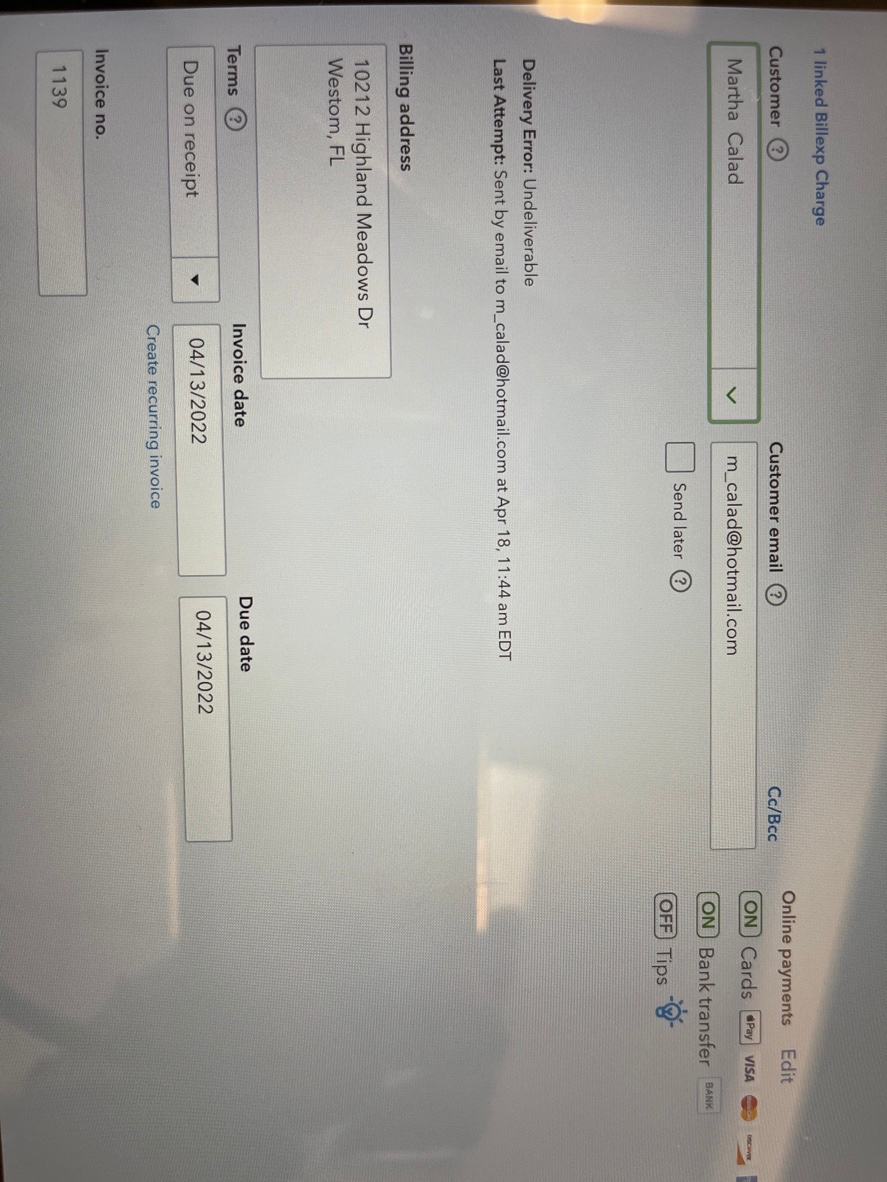 1 linked Billexp Charge
Customer ?
Customer email ?
Cc/Bcc
Online payments Edit
Martha Calad
m_calad@hotmail.com
ON Cards Pay VISA DISCOVER
Send later ?
ON Bank transfer BANK
OFF Tips
Delivery Error: Undeliverable
Last Attempt: Sent by email to m_calad@hotmail.com at Apr 18, 11:44 am EDT
Billing address
10212 Highland Meadows Dr
Westom, FL
Terms ?
Invoice date
Due date
Due on receipt
04/13/2022
04/13/2022
Create recurring invoice
Invoice no.
1139